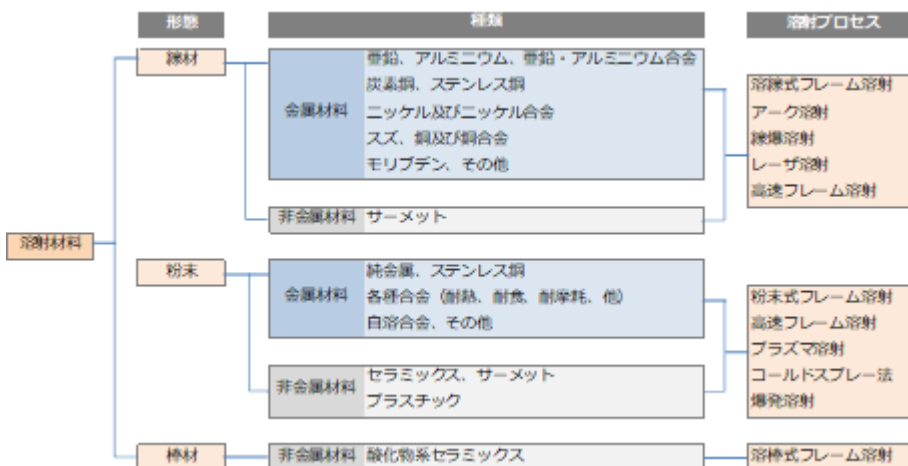 形態
種類
溶射プロセス
線材
金属材料
亜鉛、アルミニウム、亜鉛・アルミニウム合金
炭素鋼、ステンレス鋼
ニッケル及びニッケル合金
スズ、銅及び銅合金
モリブデン、その他
溶線式フレーム溶射
アーク溶射
線爆溶射
レーザ溶射
高速フレーム溶射
非金属材料
サーメット
溶射材料
粉末
金属材料
純金属、ステンレス鋼
各種合金（耐熱、耐食、耐摩耗、他）
自溶合金、その他
粉末式フレーム溶射
高速フレーム溶射
プラズマ溶射
コールドスプレー法
爆発溶射
非金属材料
セラミックス、サーメット
プラスチック
棒材
非金属材料
酸化物系セラミックス
溶棒式フレーム溶射